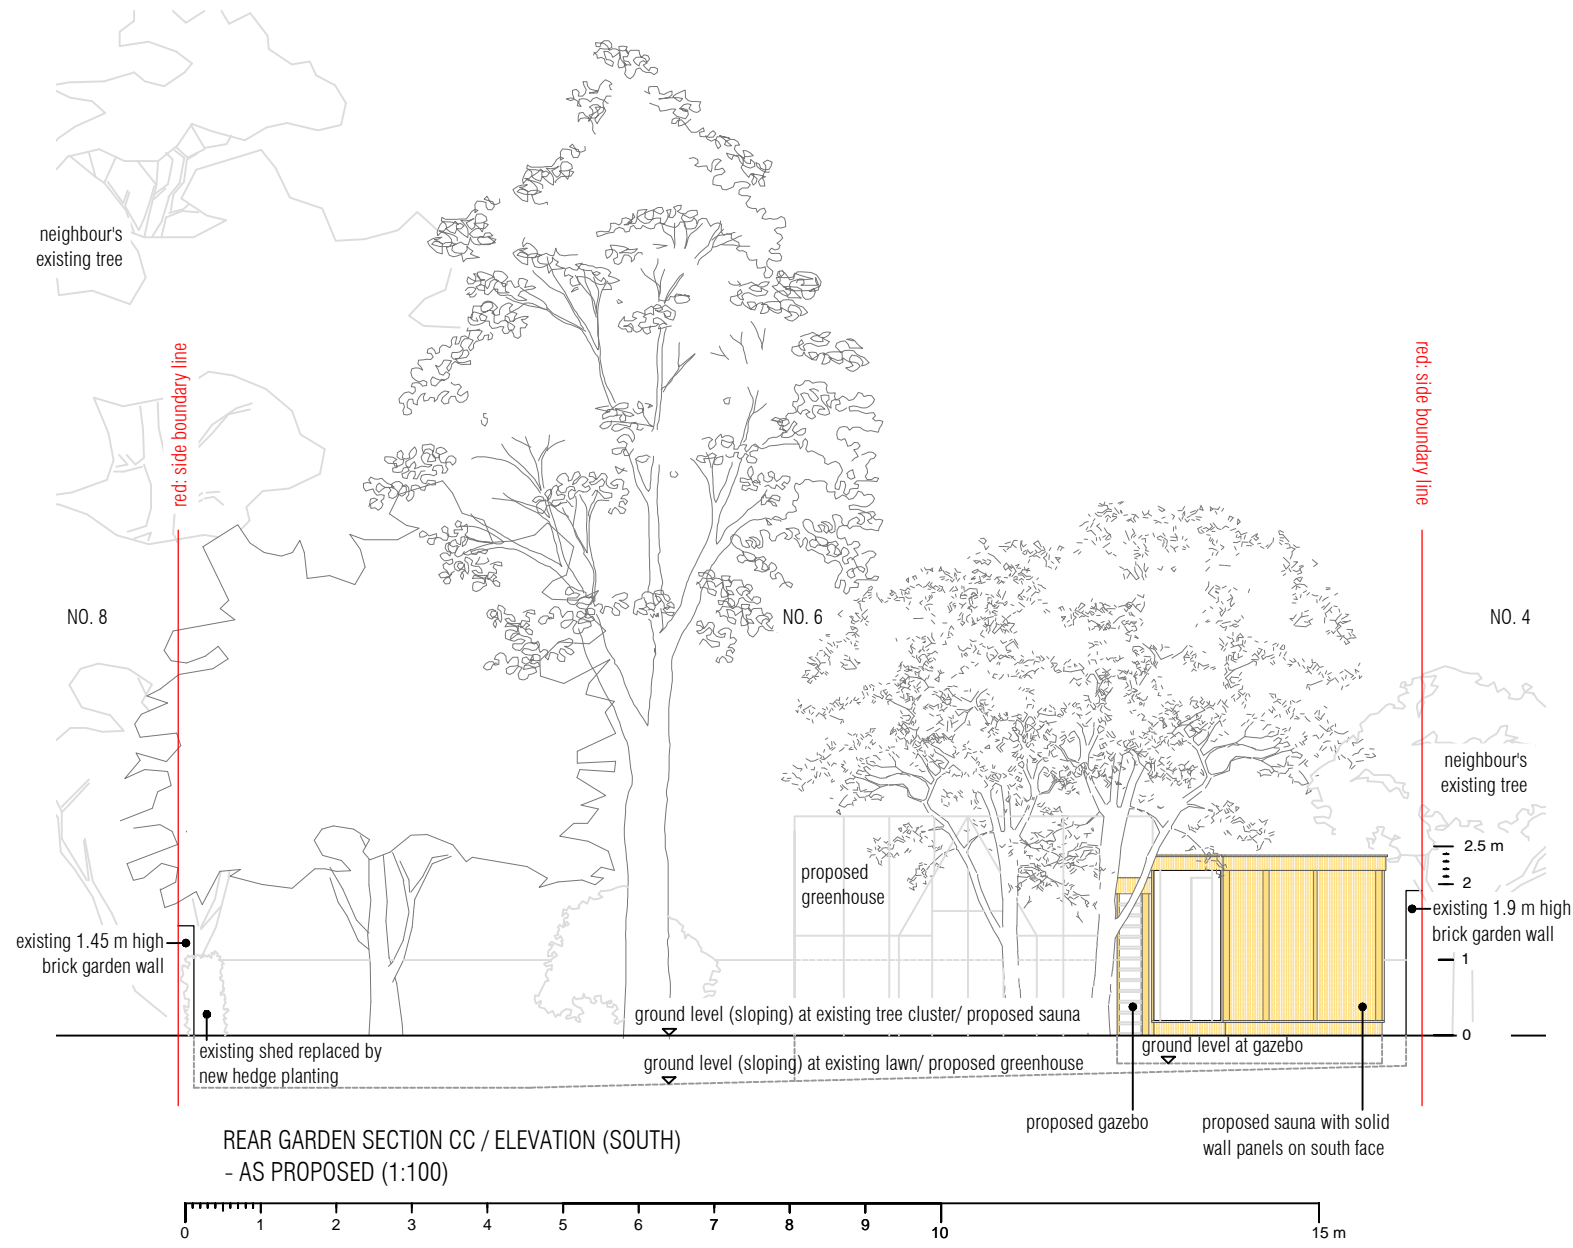 neighbour's
existing tree
red: side boundary line
red: side boundary line
NO. 8
NO. 6
NO. 4
neighbour's
existing tree
2.5 m
2
1
0
proposed
greenhouse
existing 1.9 m high
brick garden wall
existing 1.45 m high
brick garden wall
ground level (sloping) at existing tree cluster/ proposed sauna
ground level at gazebo
existing shed replaced by
new hedge planting
ground level (sloping) at existing lawn/ proposed greenhouse
proposed gazebo
proposed sauna with solid
wall panels on south face
REAR GARDEN SECTION CC / ELEVATION (SOUTH)
- AS PROPOSED (1:100)
0 1 2 3 4 5 6 7 8 9 10 15 m